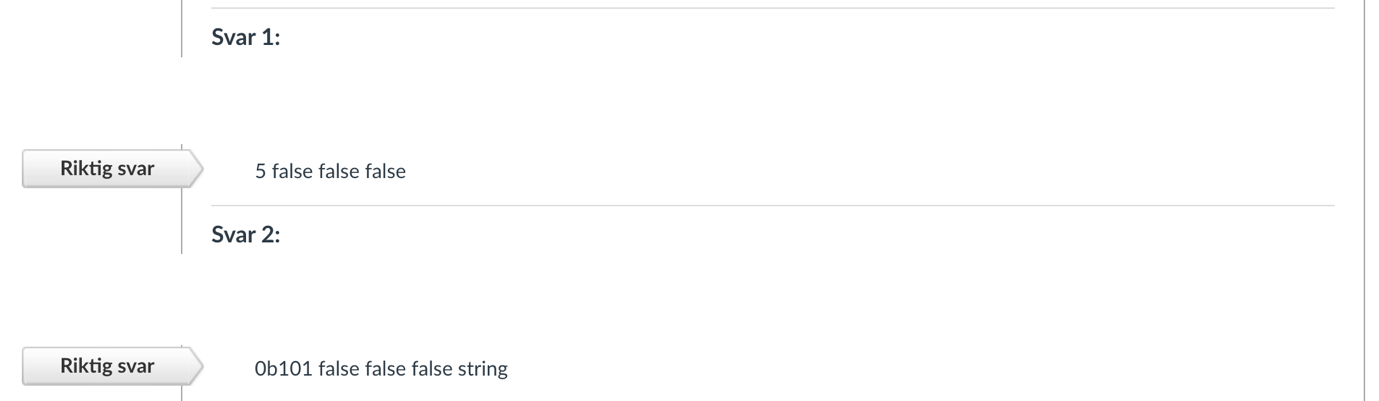 Svar 1:
Riktig svar
5 false false false
Svar 2:
Riktig svar
0b101 false false false string